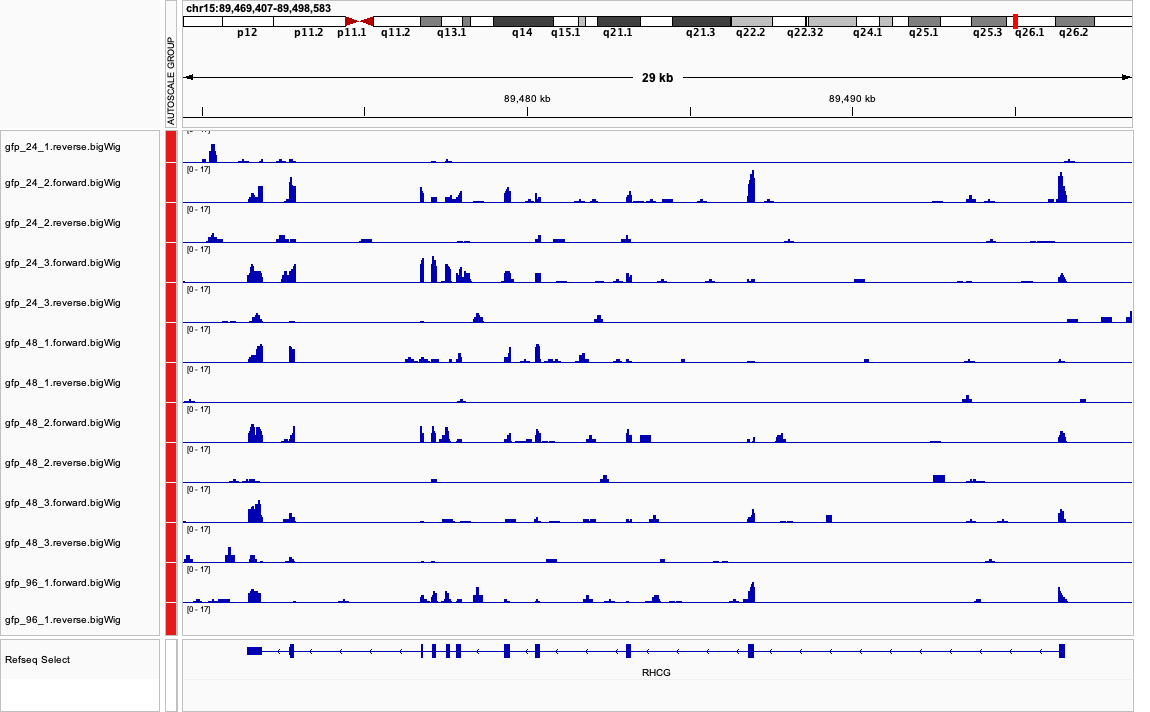 chr15:89,469,407-89,498,583
p12 p11.2 p11.1 q11.2 q13.1 q14 q15.1 q21.1 q21.3 q22.2 q22.32 q24.1 q25.1 q25.3 q26.1 q26.2
AUTOSCALE GROUP
29 kb
89,480 kb 89,490 kb
gfp_24_1.reverse.bigWig
[0 - 17]
gfp_24_2.forward.bigWig
[0 - 17]
gfp_24_2.reverse.bigWig
[0 - 17]
gfp_24_3.forward.bigWig
[0 - 17]
gfp_24_3.reverse.bigWig
[0 - 17]
gfp_48_1.forward.bigWig
[0 - 17]
gfp_48_1.reverse.bigWig
[0 - 17]
gfp_48_2.forward.bigWig
[0 - 17]
gfp_48_2.reverse.bigWig
[0 - 17]
gfp_48_3.forward.bigWig
[0 - 17]
gfp_48_3.reverse.bigWig
[0 - 17]
gfp_96_1.forward.bigWig
[0 - 17]
gfp_96_1.reverse.bigWig
Refseq Select
RHCG